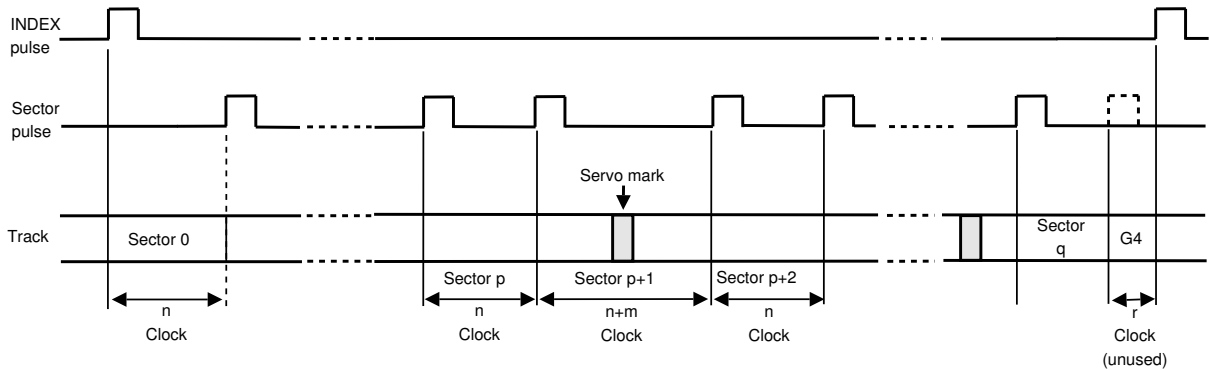 INDEX
pulse
Sector
pulse
Servo mark
Track
Sector 0
Sector
q
G4
Sector p
Sector p+1
Sector p+2
n
Clock
n
Clock
n+m
Clock
n
Clock
r
Clock
(unused)